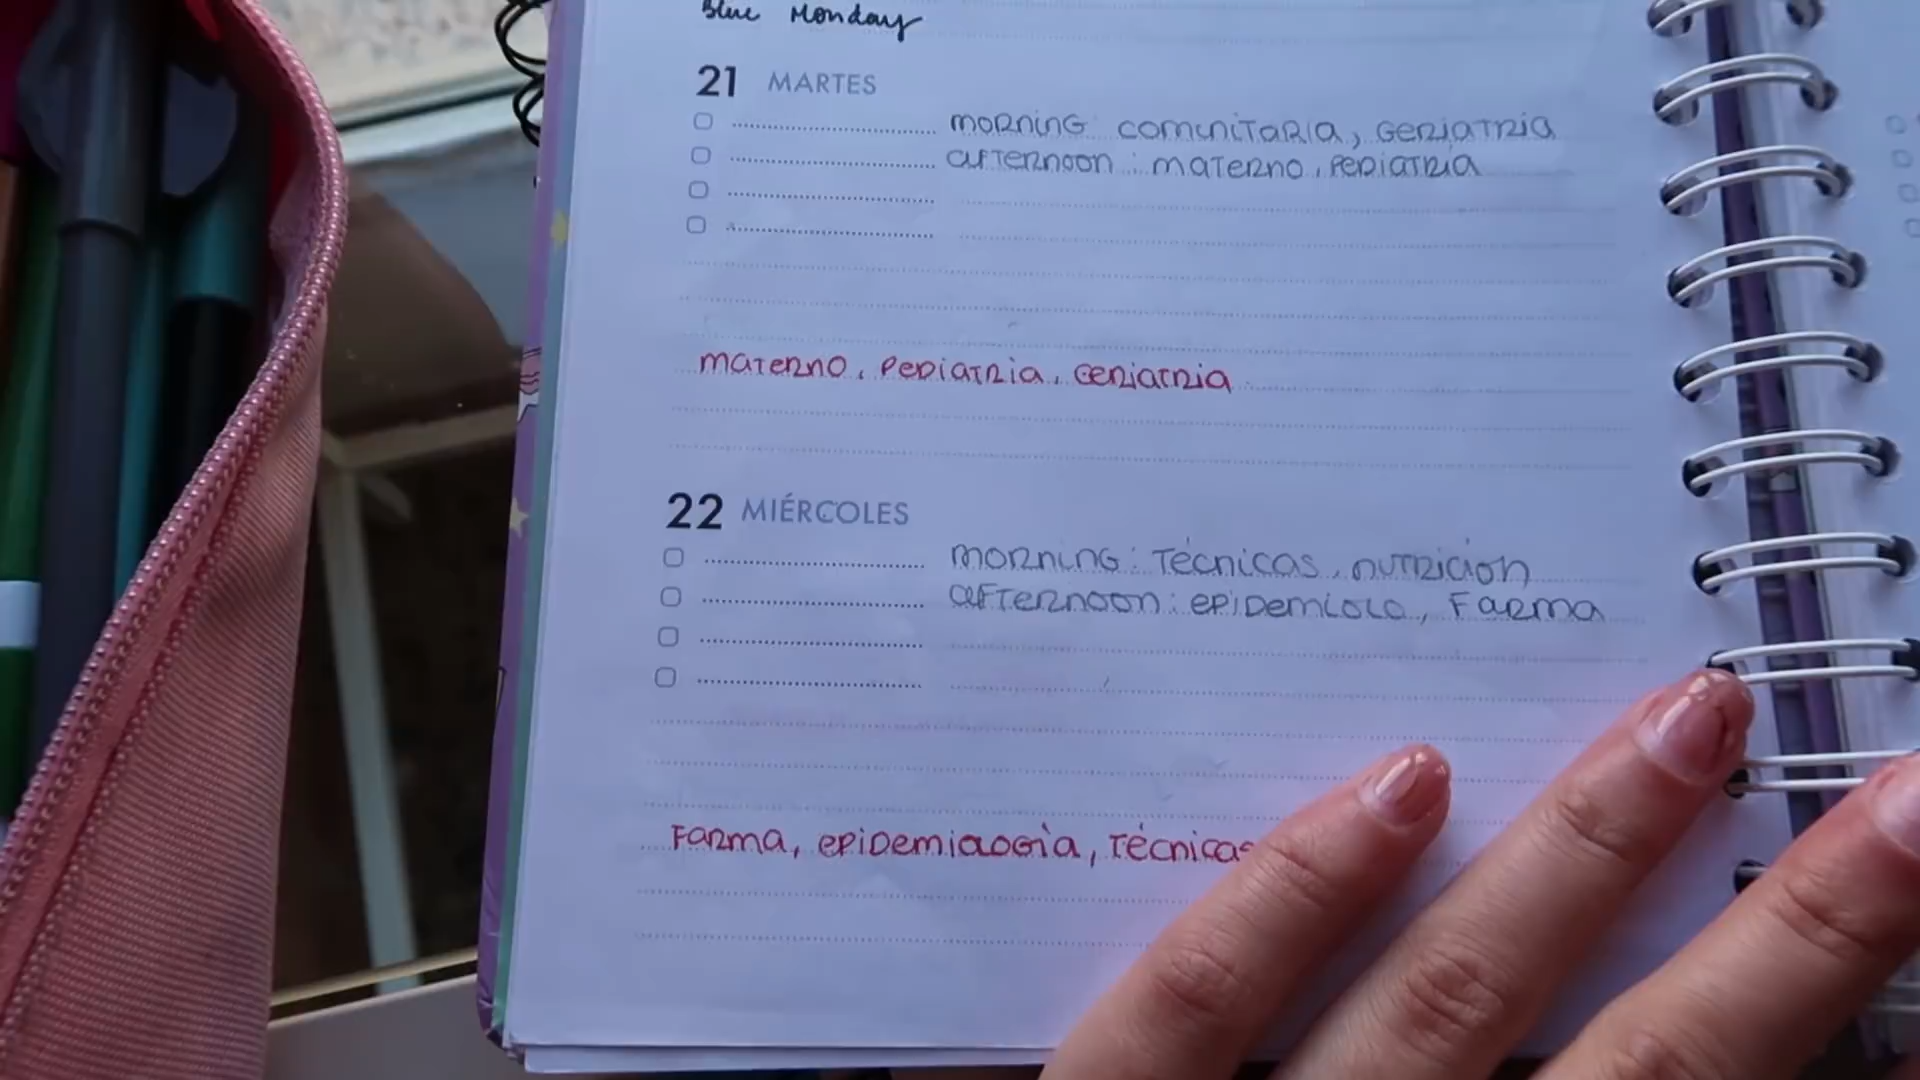 Blue Monday
21 MARTES
morning: comunitaria, geriatria
afternoon: materno, pediatria
materno, pediatria, geriatria
22 MIÉRCOLES
morning: técnicas, nutrición
afternoon: epidemiolo, Farma
Farma, epidemiología, técnicas